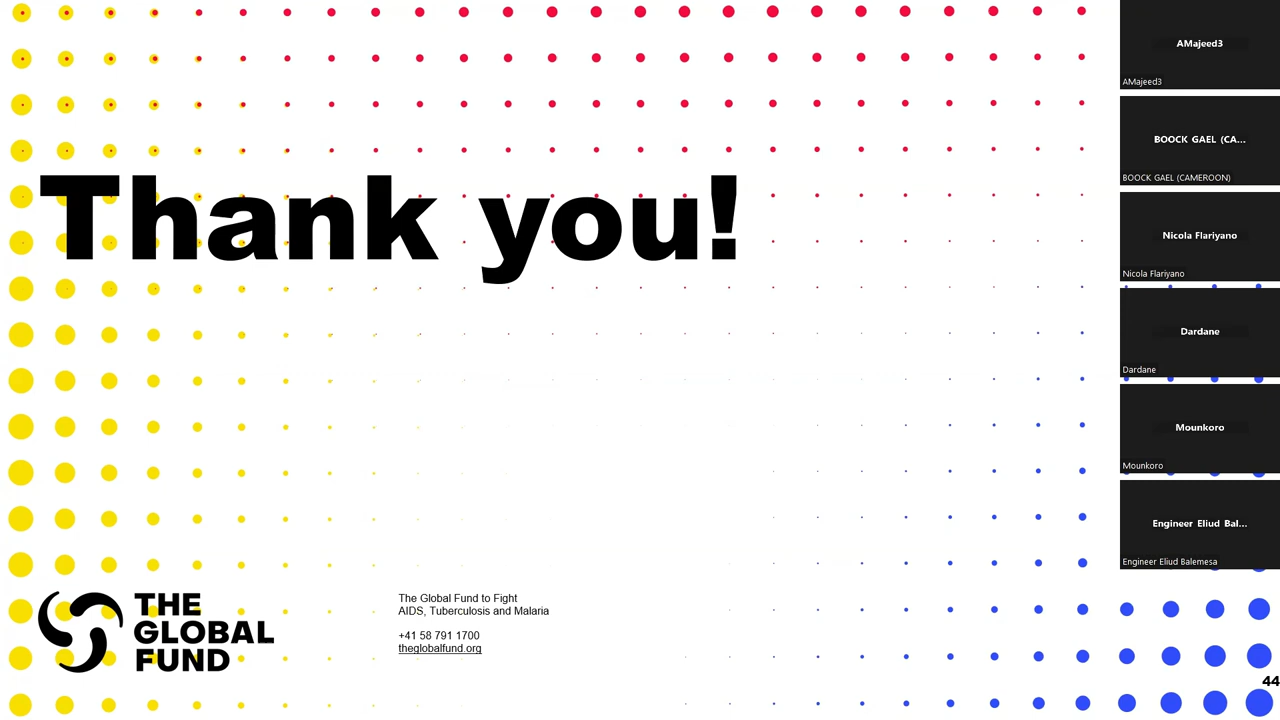 Thank you!
THE
GLOBAL
FUND
The Global Fund to Fight
AIDS, Tuberculosis and Malaria
+41 58 791 1700
theglobalfund.org
AMajeed3
AMajeed3
BOOCK GAEL (CA...
BOOCK GAEL (CAMEROON)
Nicola Flariyano
Nicola Flariyano
Dardane
Dardane
Mounkoro
Mounkoro
Engineer Eliud Bal...
Engineer Eliud Balemesa
44